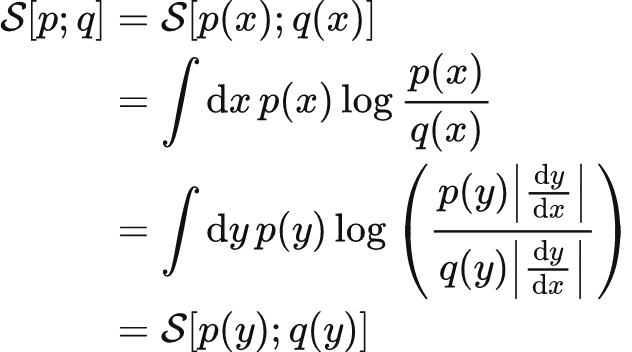 𝒮[p; q] = 𝒮[p(x); q(x)]
= ∫ dx p(x) log p(x)/q(x)
= ∫ dy p(y) log ( p(y)|dy/dx| / q(y)|dy/dx| )
= 𝒮[p(y); q(y)]